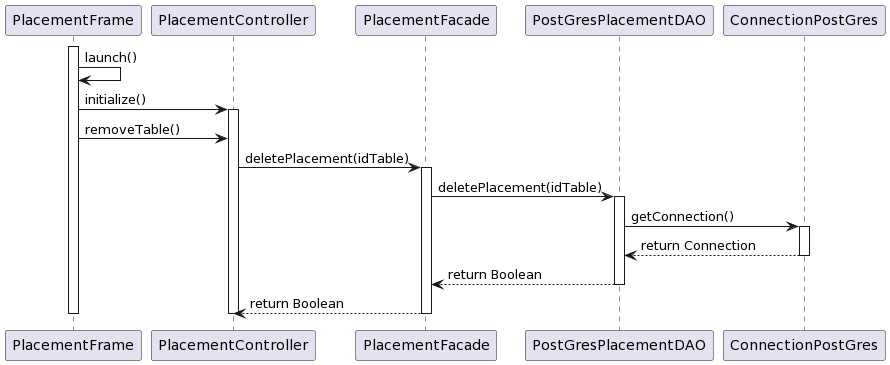 PlacementFrame
PlacementController
PlacementFacade
PostGresPlacementDAO
ConnectionPostGres
launch()
initialize()
removeTable()
deletePlacement(idTable)
deletePlacement(idTable)
getConnection()
return Connection
return Boolean
return Boolean
PlacementFrame
PlacementController
PlacementFacade
PostGresPlacementDAO
ConnectionPostGres